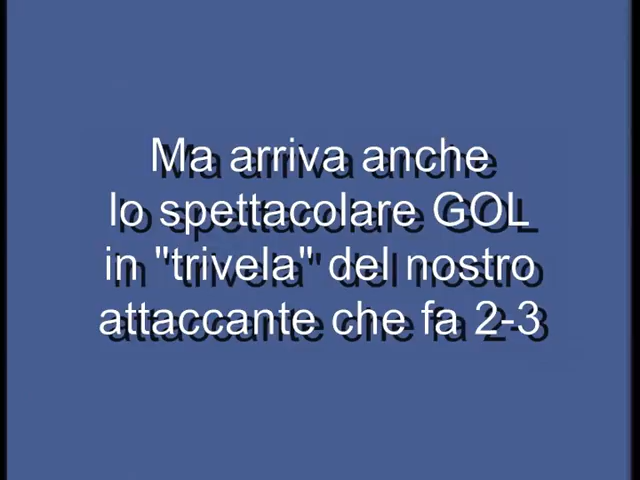 Ma arriva anche
lo spettacolare GOL
in "trivela" del nostro
attaccante che fa 2-3